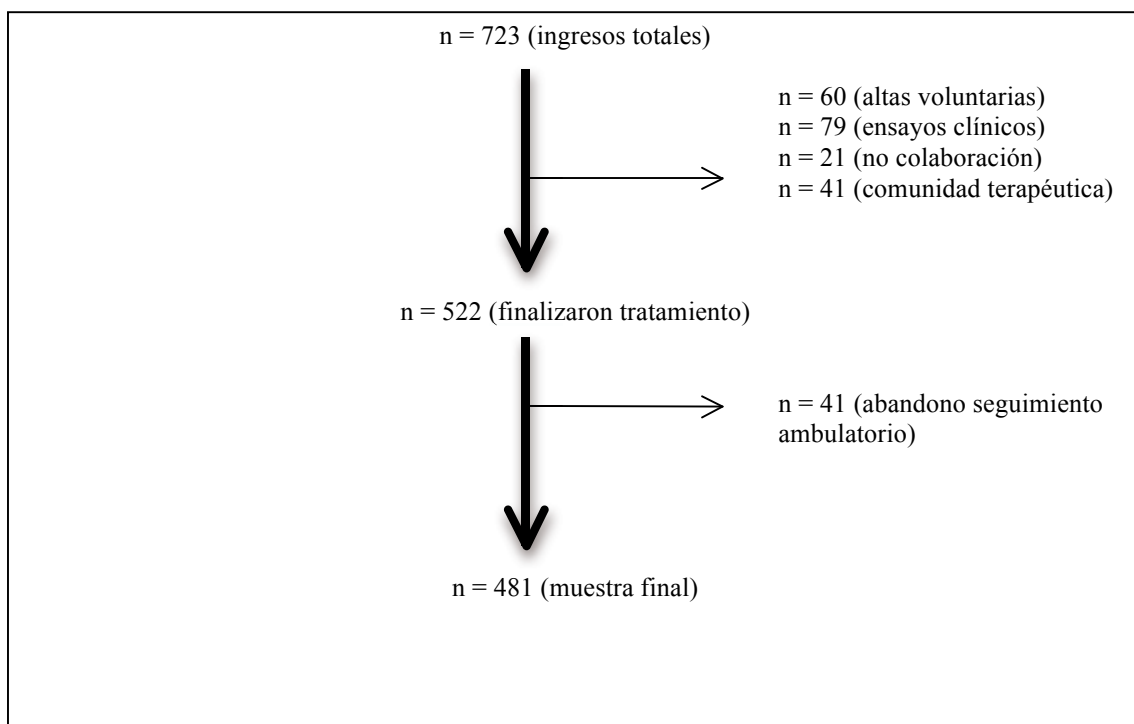 n = 723 (ingresos totales)
n = 60 (altas voluntarias)
n = 79 (ensayos clínicos)
n = 21 (no colaboración)
n = 41 (comunidad terapéutica)
n = 522 (finalizaron tratamiento)
n = 41 (abandono seguimiento
ambulatorio)
n = 481 (muestra final)